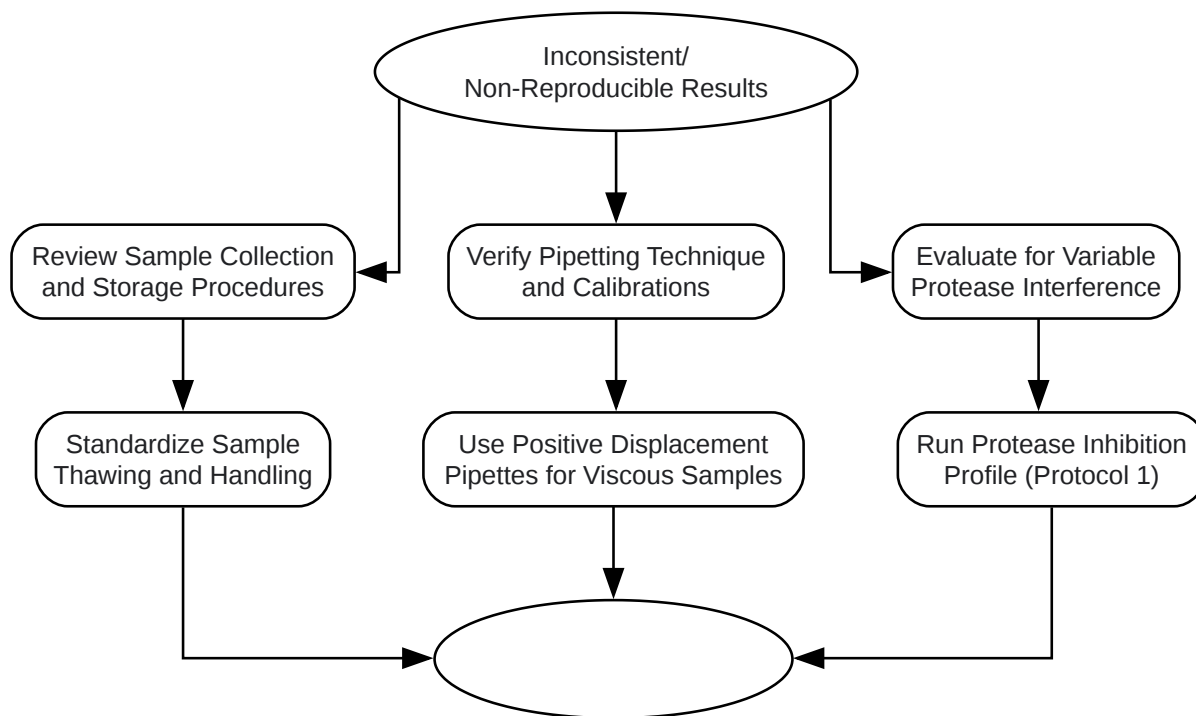 Inconsistent/
Non-Reproducible Results
Review Sample Collection
and Storage Procedures
Verify Pipetting Technique
and Calibrations
Evaluate for Variable
Protease Interference
Standardize Sample
Thawing and Handling
Use Positive Displacement
Pipettes for Viscous Samples
Run Protease Inhibition
Profile (Protocol 1)